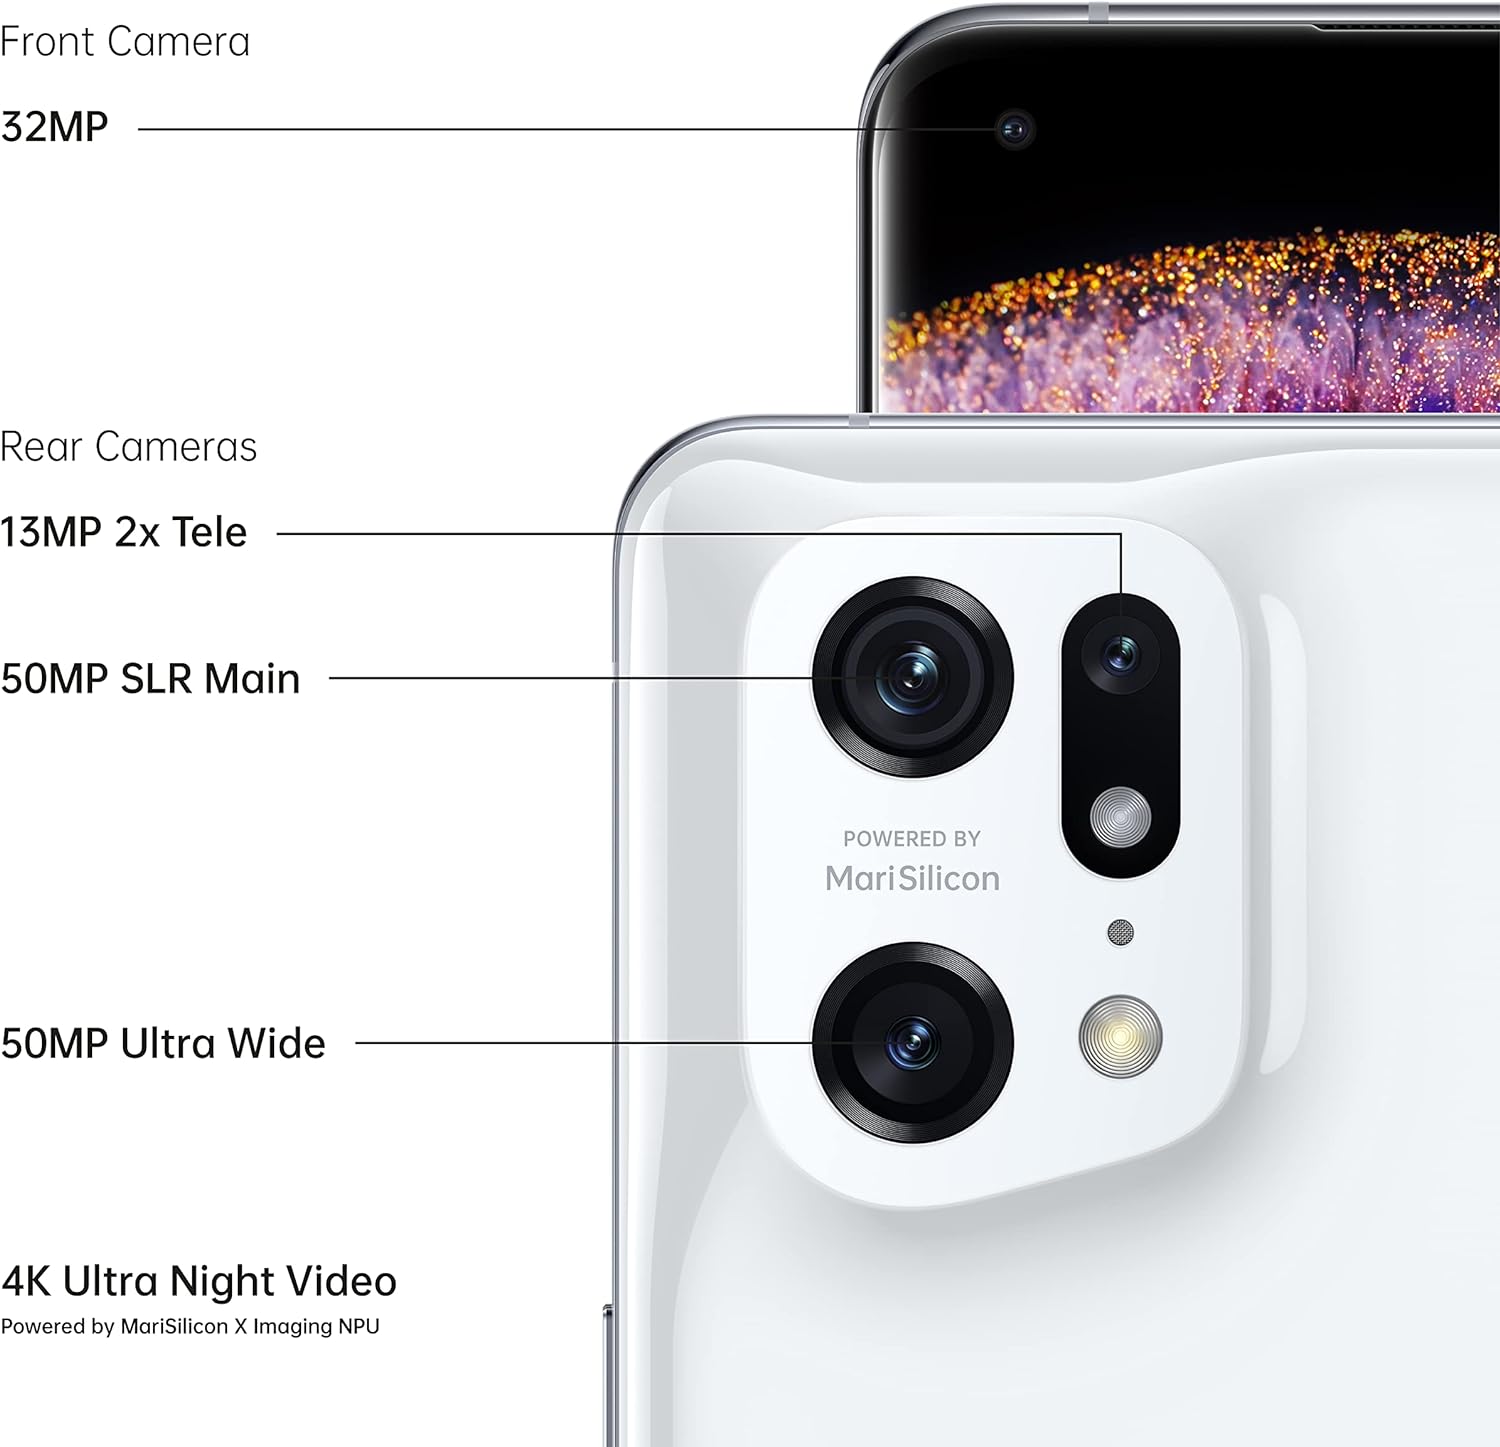 Front Camera
32MP
Rear Cameras
13MP 2x Tele
50MP SLR Main
POWERED BY
MariSilicon
50MP Ultra Wide
4K Ultra Night Video
Powered by MariSilicon X Imaging NPU